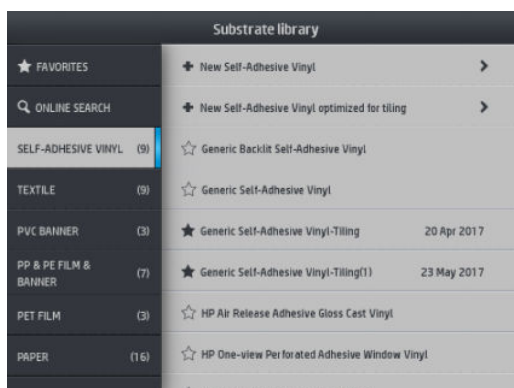 Substrate library
FAVORITES
ONLINE SEARCH
SELF-ADHESIVE VINYL (9)
TEXTILE (9)
PVC BANNER (3)
PP & PE FILM &
BANNER (7)
PET FILM (3)
PAPER (16)
New Self-Adhesive Vinyl
New Self-Adhesive Vinyl optimized for tiling
Generic Backlit Self-Adhesive Vinyl
Generic Self-Adhesive Vinyl
Generic Self-Adhesive Vinyl-Tiling 20 Apr 2017
Generic Self-Adhesive Vinyl-Tiling(1) 23 May 2017
HP Air Release Adhesive Gloss Cast Vinyl
HP One-view Perforated Adhesive Window Vinyl